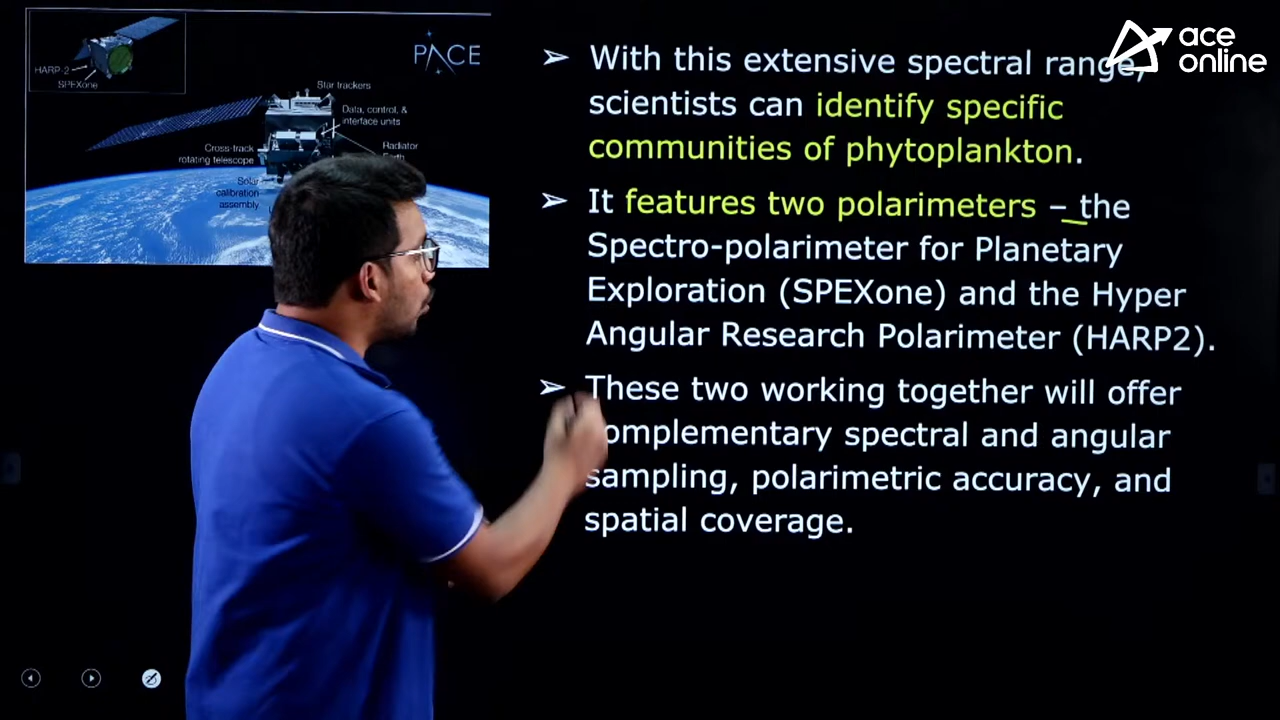 HARP-2
SPEXone
PACE
Star trackers
Data, control, &
interface units
Cross-track
rotating telescope
Radiator
Solar
calibration
assembly
ace
online
➢ With this extensive spectral range,
scientists can identify specific
communities of phytoplankton.
➢ It features two polarimeters – the
Spectro-polarimeter for Planetary
Exploration (SPEXone) and the Hyper
Angular Research Polarimeter (HARP2).
➢ These two working together will offer
complementary spectral and angular
sampling, polarimetric accuracy, and
spatial coverage.